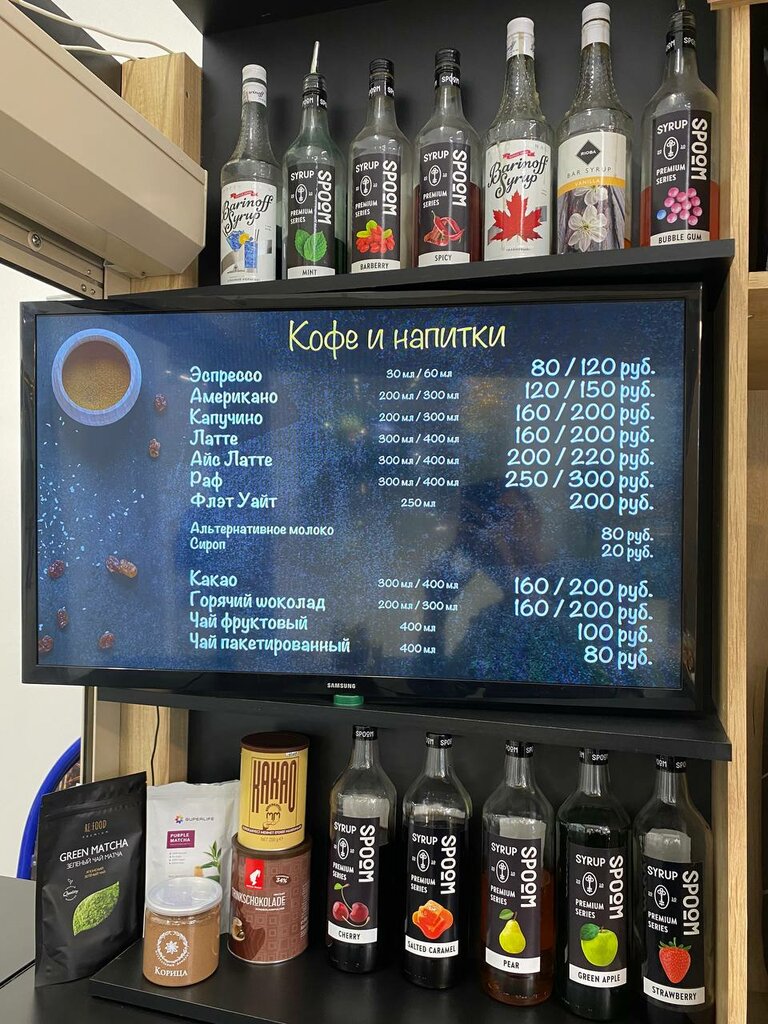 Barinoff
Syrup
SYRUP
PREMIUM
SERIES
SPOOM
MINT
SYRUP
PREMIUM
SERIES
SPOOM
BARBERRY
SYRUP
PREMIUM
SERIES
SPOOM
SPICY
Barinoff
Syrup
RIOBA
BAR SYRUP
VANILLA
SYRUP
PREMIUM
SERIES
SPOOM
BUBBLE GUM
Кофе и напитки
Эспрессо 30 мл / 60 мл 80 / 120 руб.
Американо 200 мл / 300 мл 120 / 150 руб.
Капучино 200 мл / 300 мл 160 / 200 руб.
Латте 300 мл / 400 мл 160 / 200 руб.
Айс Латте 300 мл / 400 мл 200 / 220 руб.
Раф 300 мл / 400 мл 250 / 300 руб.
Флэт Уайт 250 мл 200 руб.
Альтернативное молоко 80 руб.
Сироп 20 руб.
Какао 300 мл / 400 мл 160 / 200 руб.
Горячий шоколад 200 мл / 300 мл 160 / 200 руб.
Чай фруктовый 400 мл 100 руб.
Чай пакетированный 400 мл 80 руб.
SAMSUNG
AL FOOD
GREEN MATCHA
ЗЕЛЕНЫЙ ЧАЙ МАТЧА
Quality
SUPERLIFE
PURPLE
MATCHA
КАКАО
КОРИЦА
TRINKSCHOKOLADE
34%
SYRUP
PREMIUM
SERIES
SPOOM
CHERRY
SYRUP
PREMIUM
SERIES
SPOOM
SALTED CARAMEL
SYRUP
PREMIUM
SERIES
SPOOM
PEAR
SYRUP
PREMIUM
SERIES
SPOOM
GREEN APPLE
SYRUP
PREMIUM
SERIES
SPOOM
STRAWBERRY